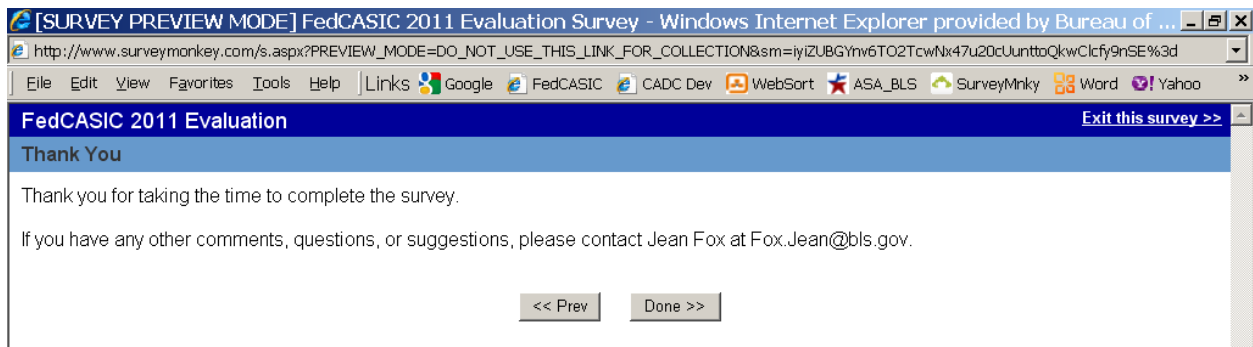 [SURVEY PREVIEW MODE] FedCASIC 2011 Evaluation Survey - Windows Internet Explorer provided by Bureau of ...
http://www.surveymonkey.com/s.aspx?PREVIEW_MODE=DO_NOT_USE_THIS_LINK_FOR_COLLECTION&sm=iyiZUBGYnv6TO2TcwNx47u20cUunttoQkwClcfy9nSE%3d
File Edit View Favorites Tools Help Links Google FedCASIC CADC Dev WebSort ASA_BLS SurveyMnky Word Yahoo »
FedCASIC 2011 Evaluation Exit this survey >>
Thank You
Thank you for taking the time to complete the survey.
If you have any other comments, questions, or suggestions, please contact Jean Fox at Fox.Jean@bls.gov.
<< Prev Done >>